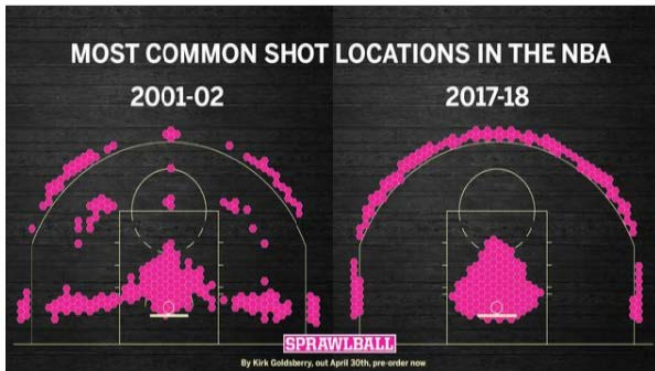 MOST COMMON SHOT LOCATIONS IN THE NBA
2001-02
2017-18
SPRAWLBALL
By Kirk Goldsberry, out April 30th, pre-order now